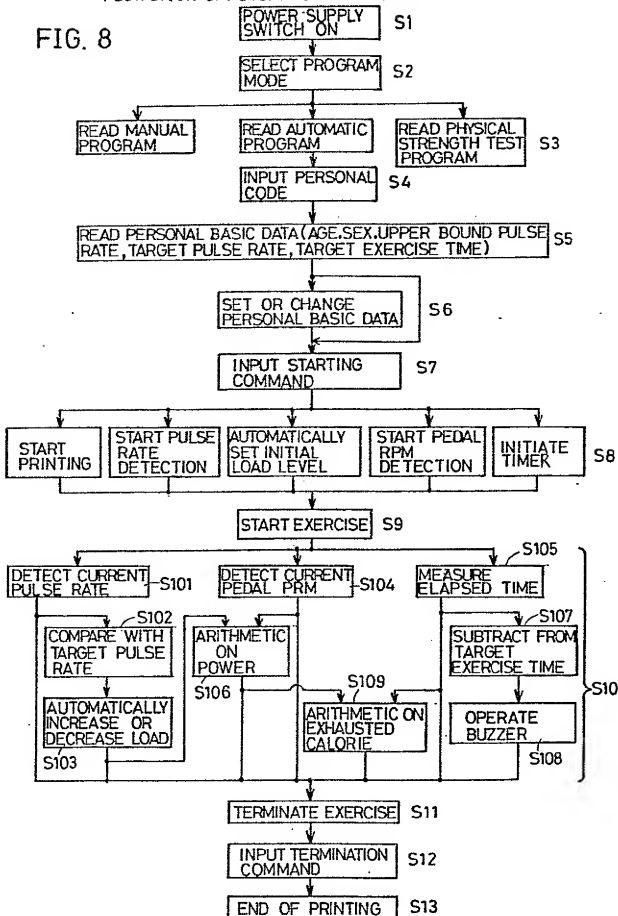 FIG. 8
POWER SUPPLY
SWITCH ON
S1
SELECT PROGRAM
MODE
S2
READ MANUAL
PROGRAM
READ AUTOMATIC
PROGRAM
READ PHYSICAL
STRENGTH TEST
PROGRAM
S3
INPUT PERSONAL
CODE
S4
READ PERSONAL BASIC DATA(AGE.SEX.UPPER BOUND PULSE
RATE,TARGET PULSE RATE,TARGET EXERCISE TIME)
S5
SET OR CHANGE
PERSONAL BASIC DATA
S6
INPUT STARTING
COMMAND
S7
START
PRINTING
START PULSE
RATE
DETECTION
AUTOMATICALLY
SET INITIAL
LOAD LEVEL
START PEDAL
RPM
DETECTION
INITIATE
TIMER
S8
START EXERCISE
S9
DETECT CURRENT
PULSE RATE
S101
DETECT CURRENT
PEDAL PRM
S104
S105
MEASURE
ELAPSED TIME
S102
COMPARE WITH
TARGET PULSE
RATE
ARITHMETIC
ON
POWER
S106
S107
SUBTRACT FROM
TARGET
EXERCISE TIME
AUTOMATICALLY
INCREASE OR
DECREASE LOAD
S103
S109
ARITHMETIC ON
EXHAUSTED
CALORIE
OPERATE
BUZZER
S108
S10
TERMINATE EXERCISE
S11
INPUT TERMINATION
COMMAND
S12
END OF PRINTING
S13